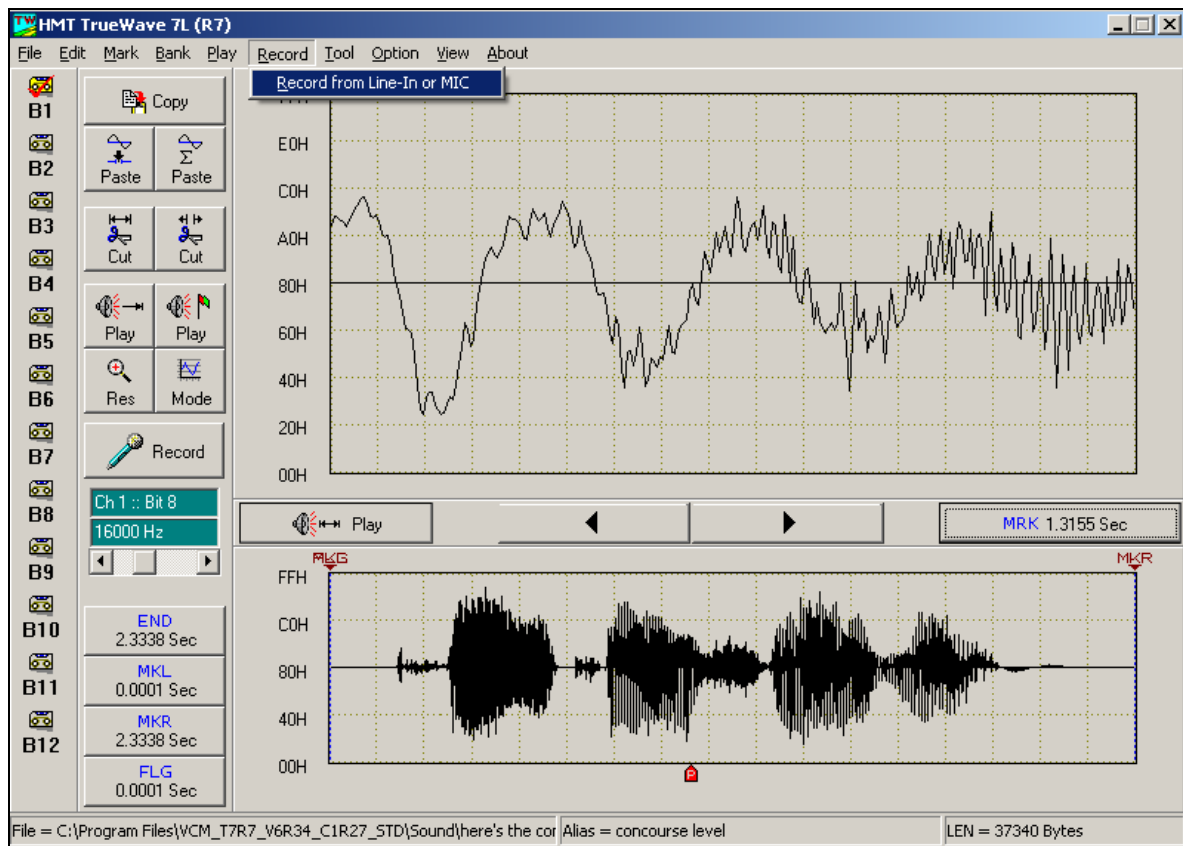 HMT TrueWave 7L (R7)
File Edit Mark Bank Play Record Tool Option View About
Record from Line-In or MIC
B1
B2
B3
B4
B5
B6
B7
B8
B9
B10
B11
B12
Copy
Paste Paste
Cut Cut
Play Play
Res Mode
Record
Ch 1 :: Bit 8
16000 Hz
END
2.3338 Sec
MKL
0.0001 Sec
MKR
2.3338 Sec
FLG
0.0001 Sec
E0H
C0H
A0H
80H
60H
40H
20H
00H
Play
MRK 1.3155 Sec
MKR
FFH
C0H
80H
40H
00H
P
File = C:\Program Files\VCM_T7R7_V6R34_C1R27_STD\Sound\here's the cor
Alias = concourse level
LEN = 37340 Bytes